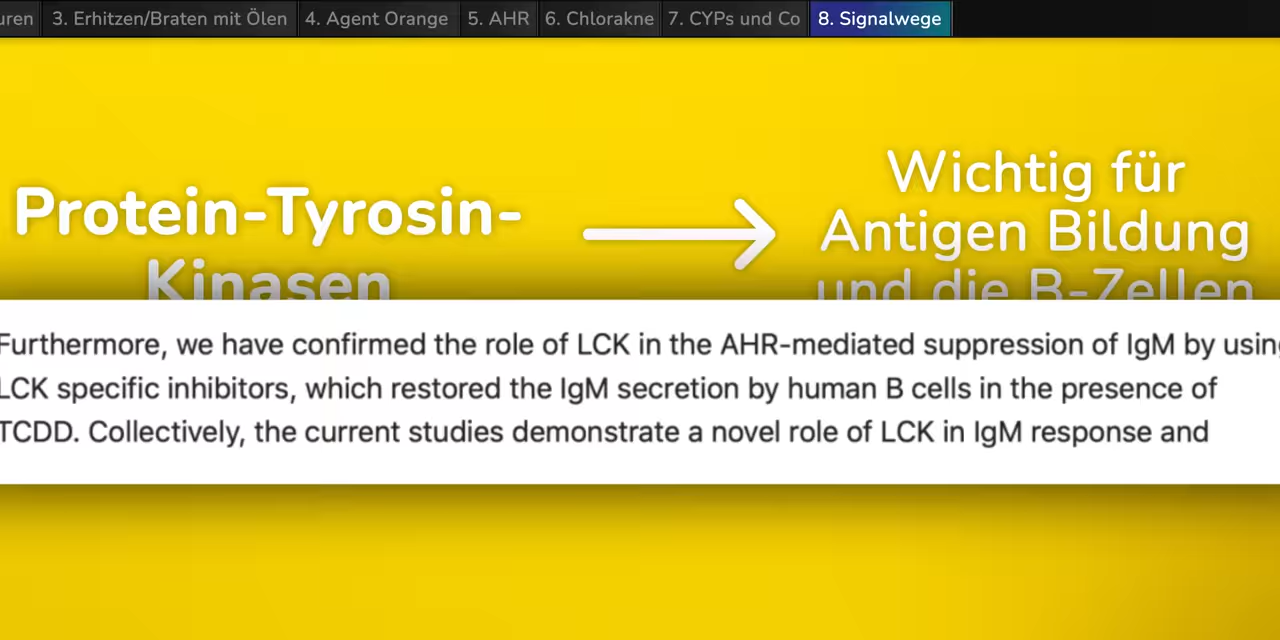 uren
3. Erhitzen/Braten mit Ölen
4. Agent Orange
5. AHR
6. Chlorakne
7. CYPs und Co
8. Signalwege
Protein-Tyrosin-
Kinasen
Wichtig für
Antigen Bildung
und die B-Zellen
Furthermore, we have confirmed the role of LCK in the AHR-mediated suppression of IgM by using
LCK specific inhibitors, which restored the IgM secretion by human B cells in the presence of
TCDD. Collectively, the current studies demonstrate a novel role of LCK in IgM response and